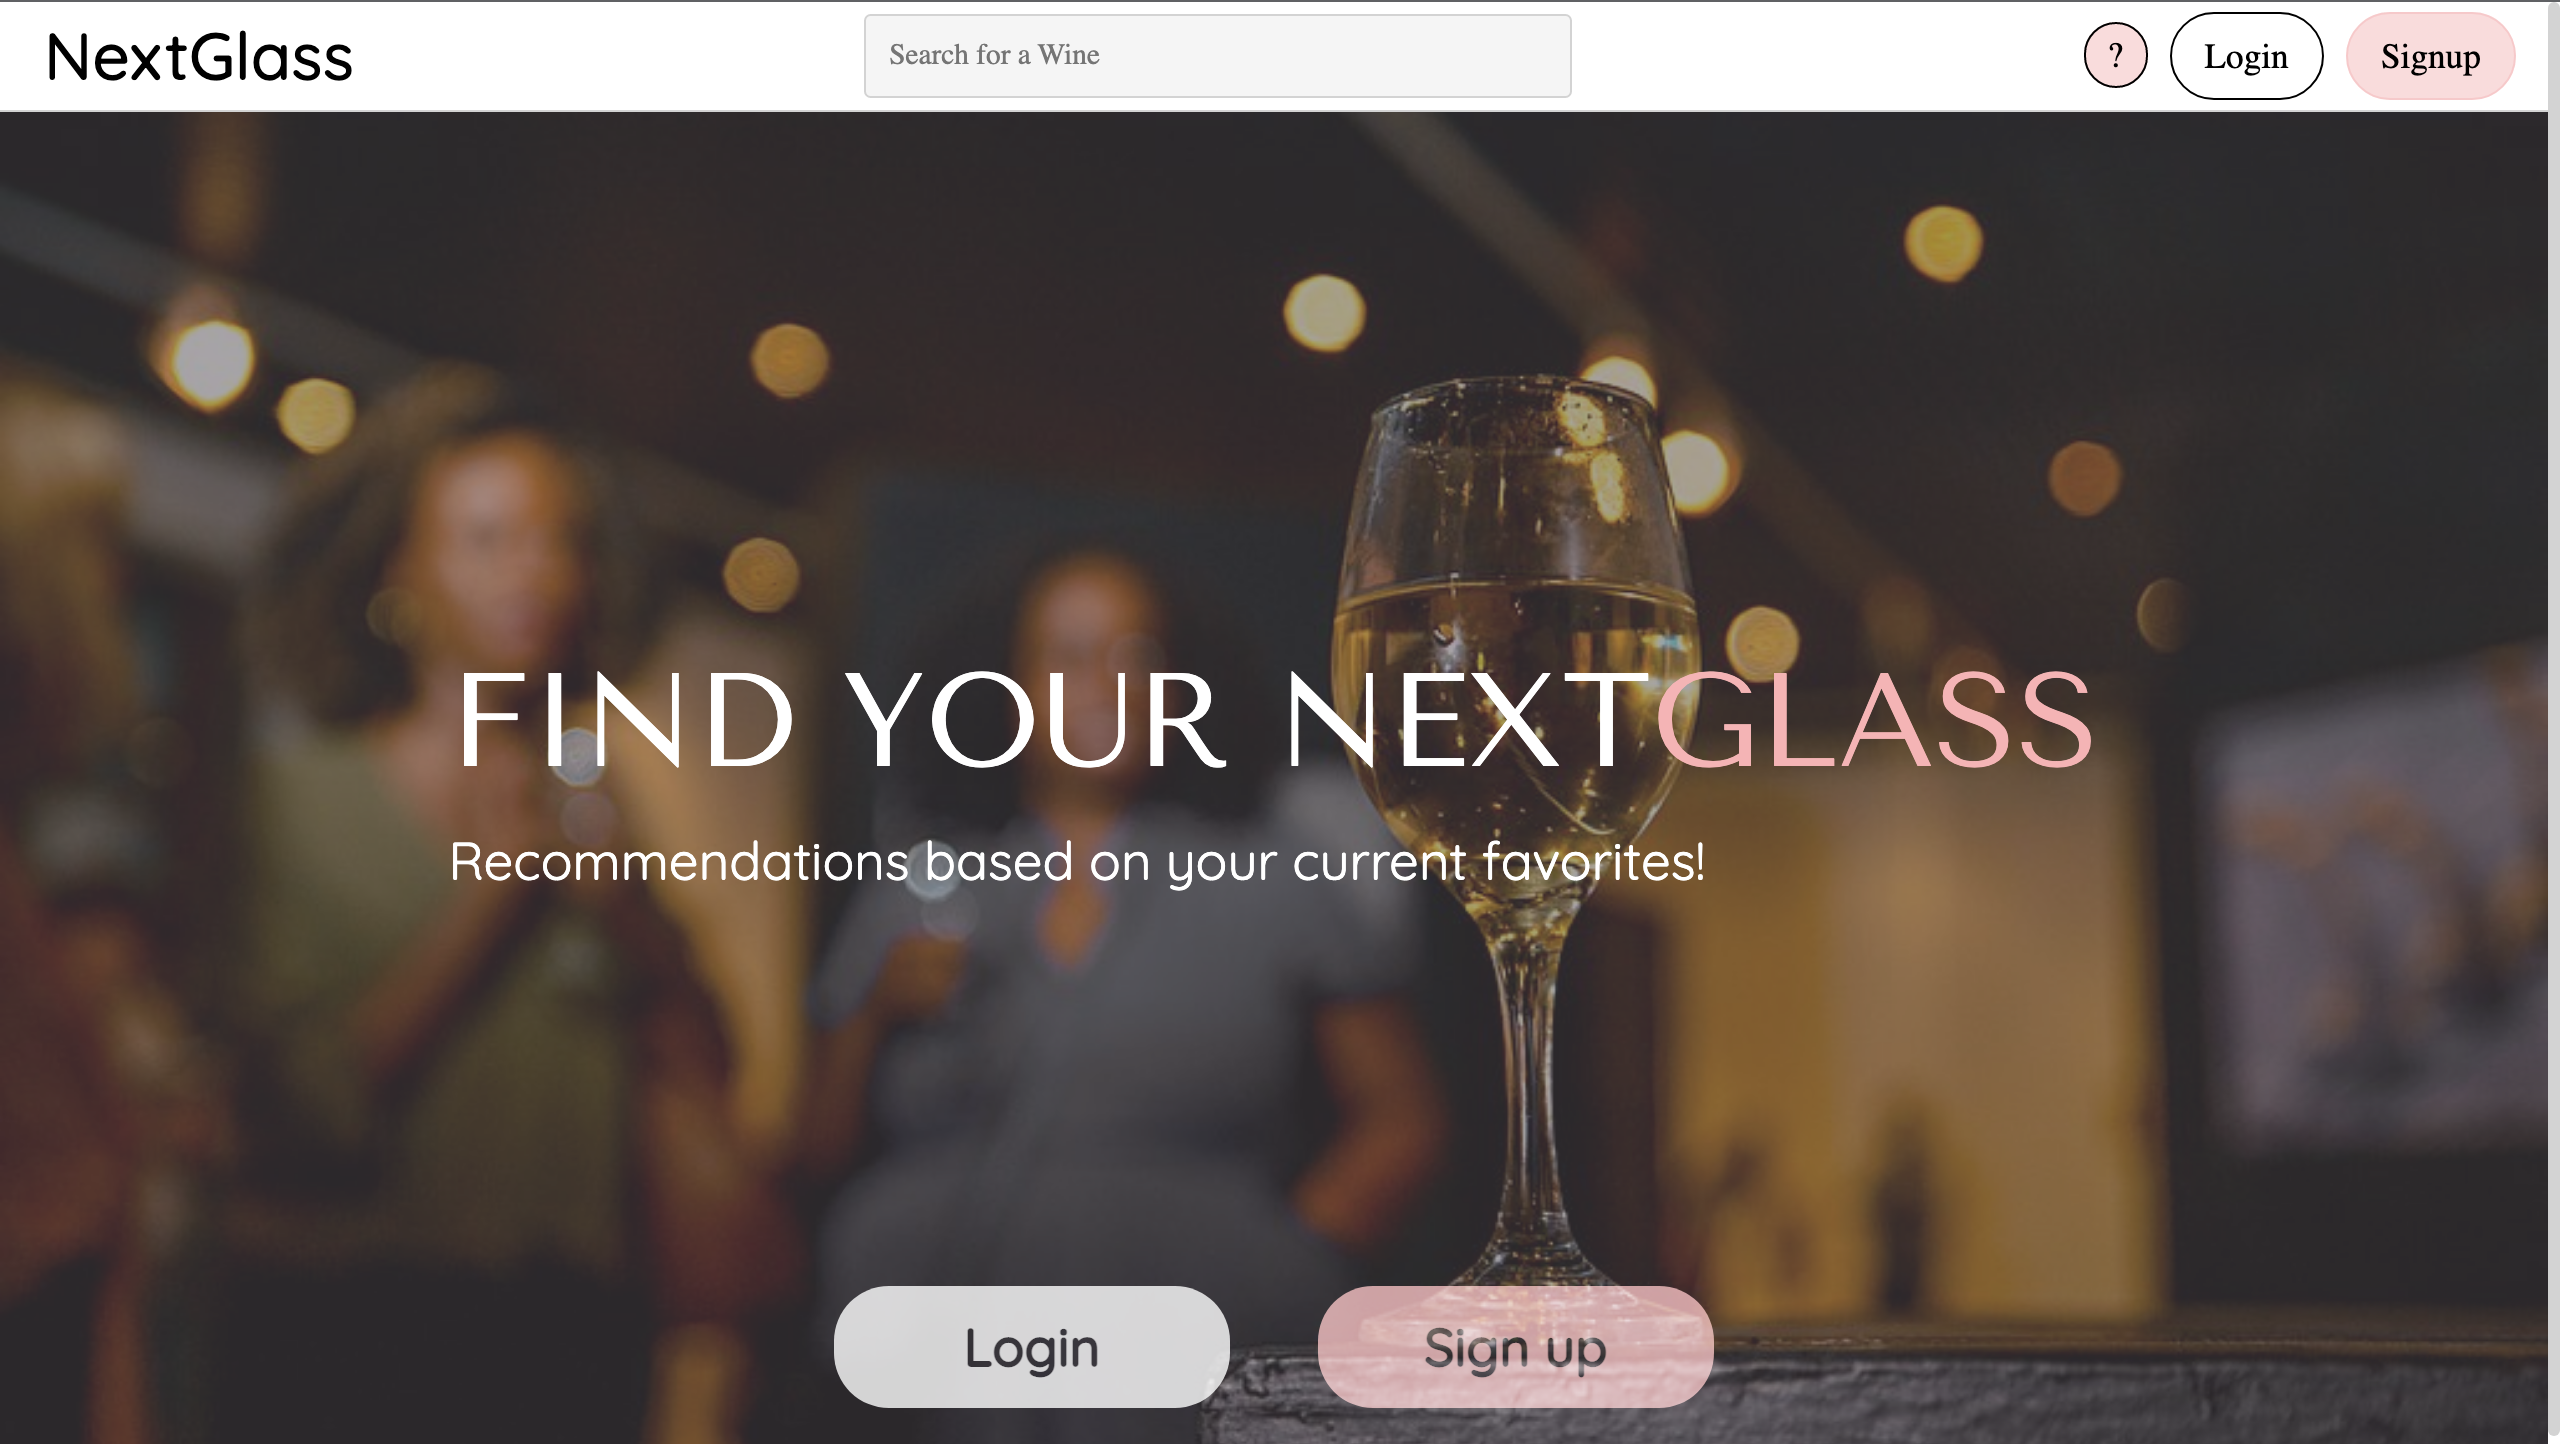 NextGlass
Search for a Wine
?
Login
Signup
FIND YOUR NEXTGLASS
Recommendations based on your current favorites!
Login
Sign up